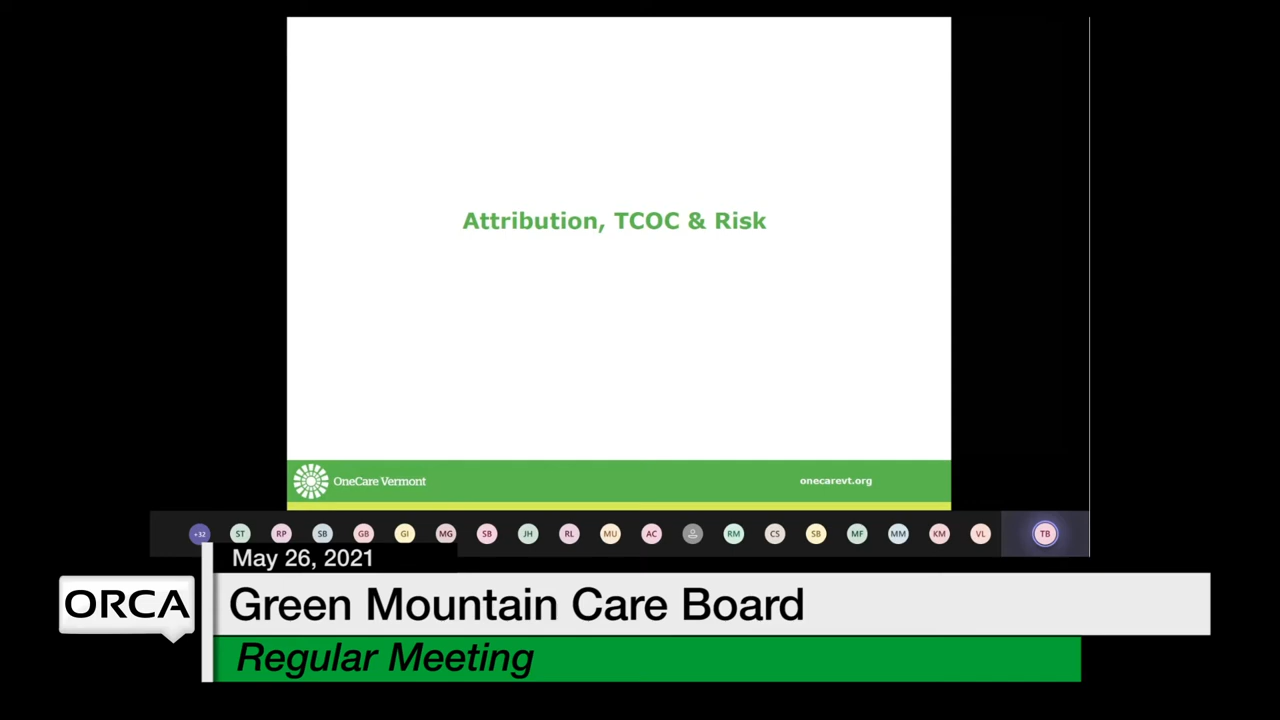 Attribution, TCOC & Risk
OneCare Vermont
onecarevt.org
+32 ST RP SB GB GI MG SB JH RL MU AC RM CS SB MF MM KM VL TB
May 26, 2021
ORCA
Green Mountain Care Board
Regular Meeting